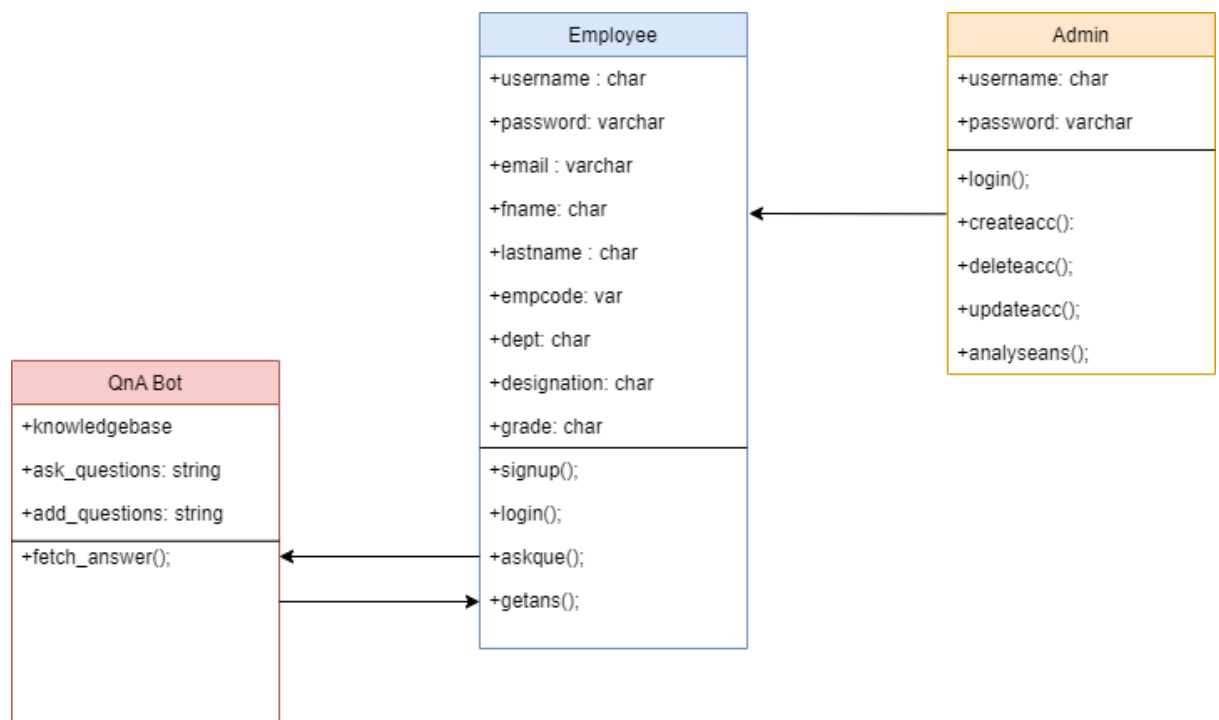 Employee
+username : char
+password: varchar
+email : varchar
+fname: char
+lastname : char
+empcode: var
+dept: char
+designation: char
+grade: char
+signup();
+login();
+askque();
+getans();
Admin
+username: char
+password: varchar
+login();
+createacc():
+deleteacc();
+updateacc();
+analyseans();
QnA Bot
+knowledgebase
+ask_questions: string
+add_questions: string
+fetch_answer();